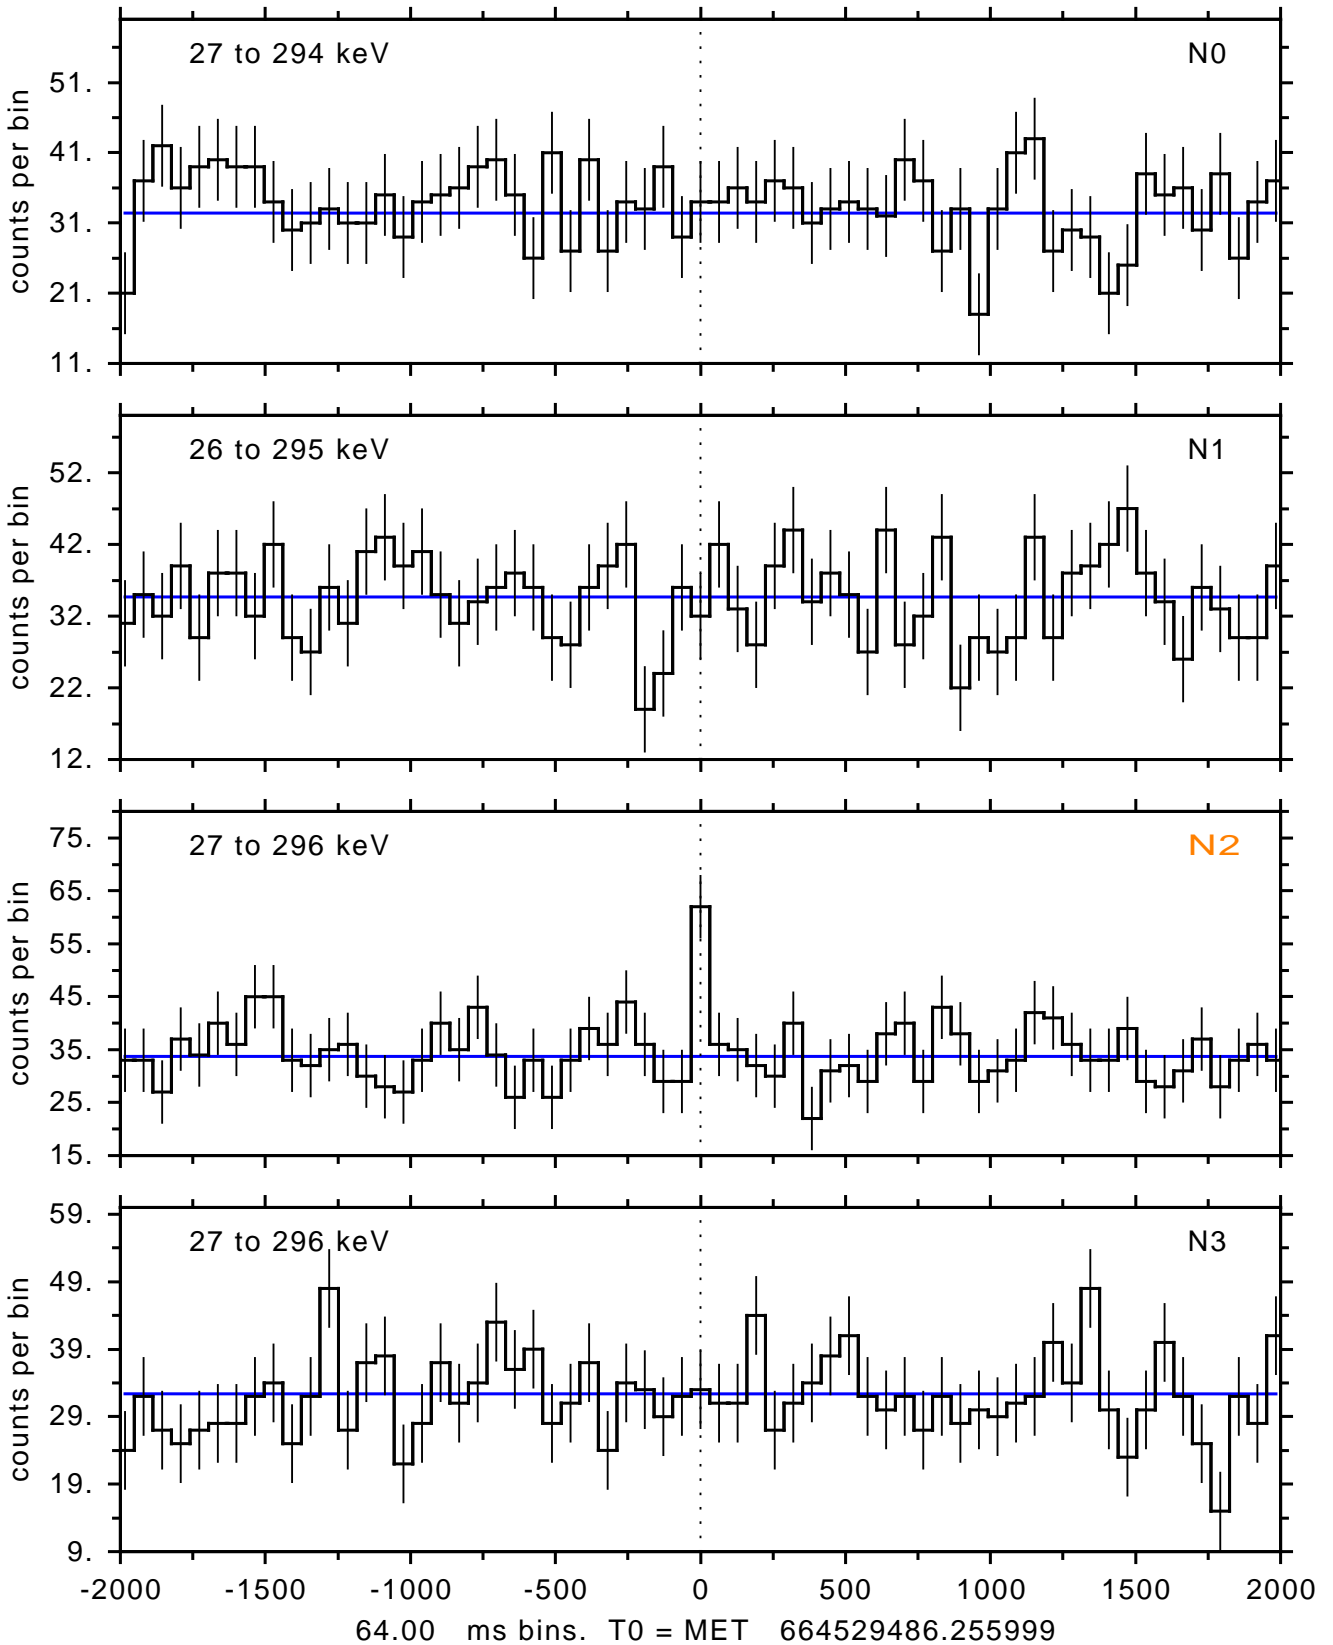 27 to 294 keV N0
counts per bin
51.
41.
31.
21.
11.
26 to 295 keV N1
counts per bin
52.
42.
32.
22.
12.
27 to 296 keV N2
counts per bin
75.
65.
55.
45.
35.
25.
15.
27 to 296 keV N3
counts per bin
59.
49.
39.
29.
19.
9.
-2000 -1500 -1000 -500 0 500 1000 1500 2000
64.00 ms bins. T0 = MET 664529486.255999